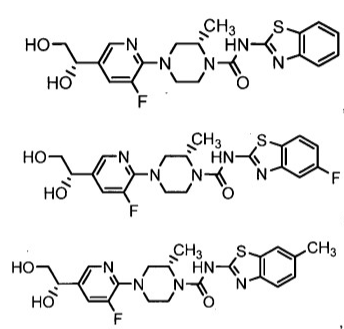 CH3
HO N S
N N HN
HO N O N
F
,
CH3
HO N S
N N HN
HO N F
O
F
CH3 S CH3
HO N HN
N N
HO N
O
F
,